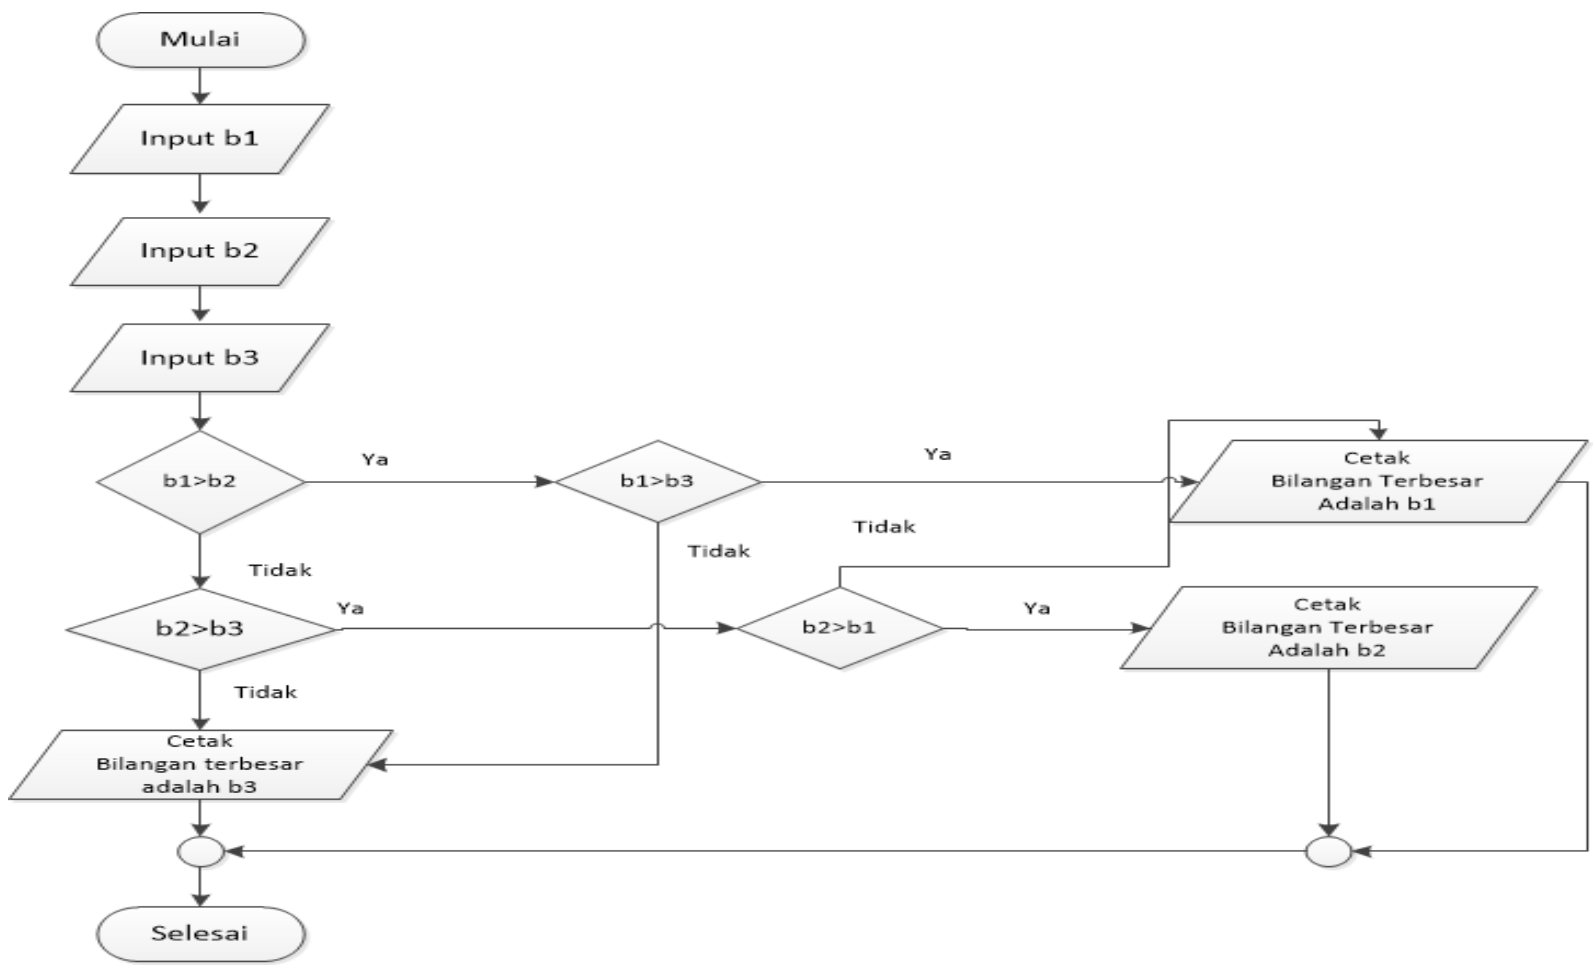 Mulai
Input b1
Input b2
Input b3
b1>b2
Ya
b1>b3
Ya
Cetak
Bilangan Terbesar
Adalah b1
Tidak
Tidak
Tidak
b2>b3
Ya
b2>b1
Ya
Cetak
Bilangan Terbesar
Adalah b2
Tidak
Cetak
Bilangan terbesar
adalah b3
Selesai